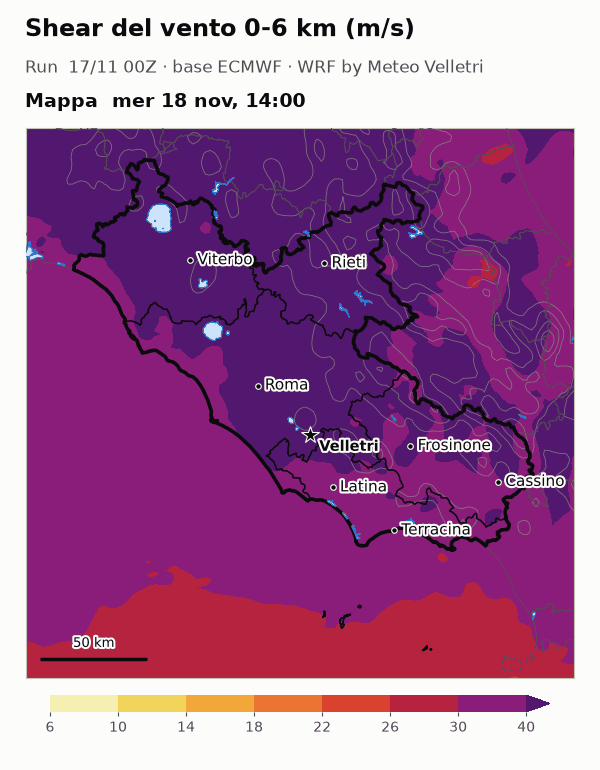 Shear del vento 0-6 km (m/s)
Run  17/11 00Z · base ECMWF · WRF by Meteo Velletri
Mappa  mer 18 nov, 14:00
Viterbo
Rieti
Roma
Velletri
Frosinone
Latina
Cassino
Terracina
50 km
6 10 14 18 22 26 30 40